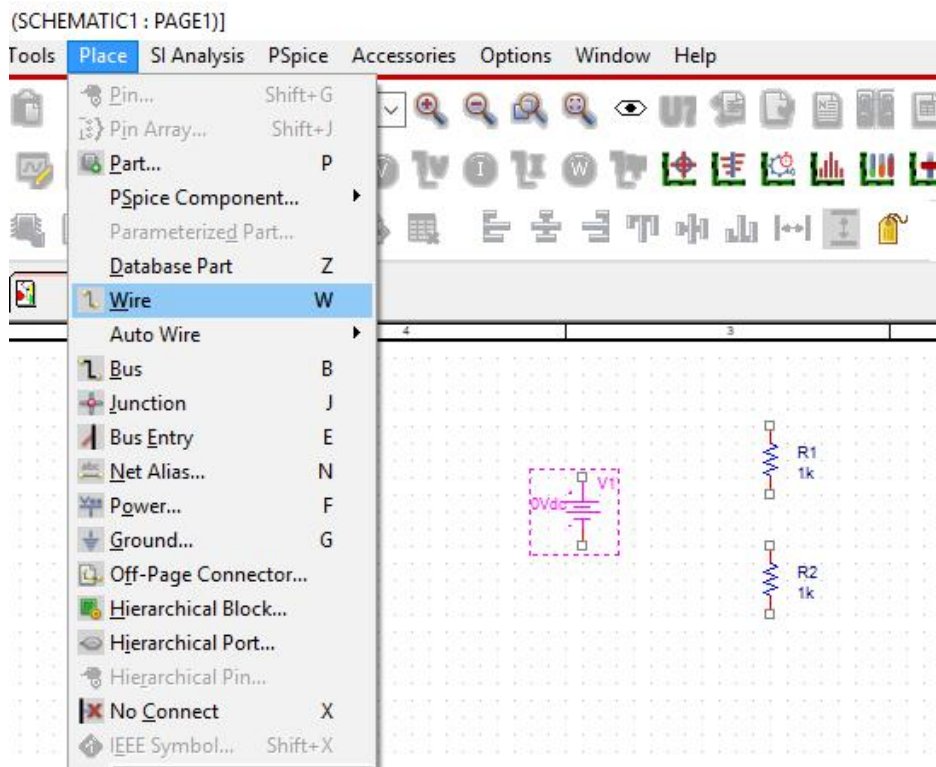 (SCHEMATIC1 : PAGE1)]
Tools Place SI Analysis PSpice Accessories Options Window Help
Pin... Shift+G
Pin Array... Shift+J
Part... P
PSpice Component...
Parameterized Part...
Database Part Z
Wire W
Auto Wire
Bus B
Junction J
Bus Entry E
Net Alias... N
Power... F
Ground... G
Off-Page Connector...
Hierarchical Block...
Hierarchical Port...
Hierarchical Pin...
No Connect X
IEEE Symbol... Shift+X
4 3
V1
0Vdc
R1
1k
R2
1k